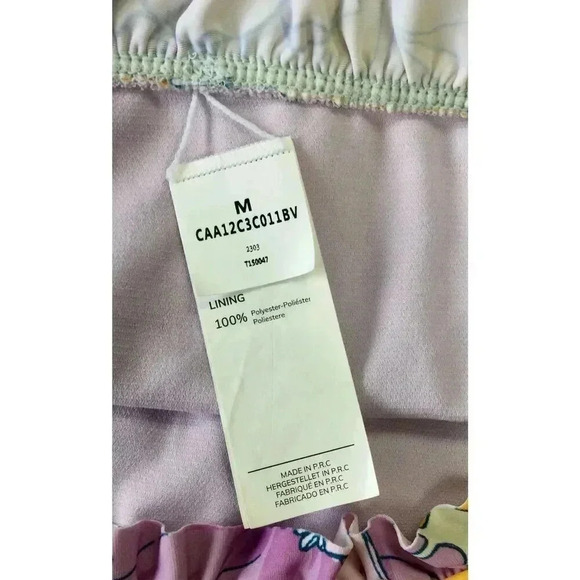 M
CAA12C3C011BV
2303
T150047
LINING
100% Polyester-Poliéster
Poliestere
MADE IN P.R.C
HERGESTELLET IN P.R.C
FABRIQUÉ EN P.R.C
FABRICADO EN P.R.C